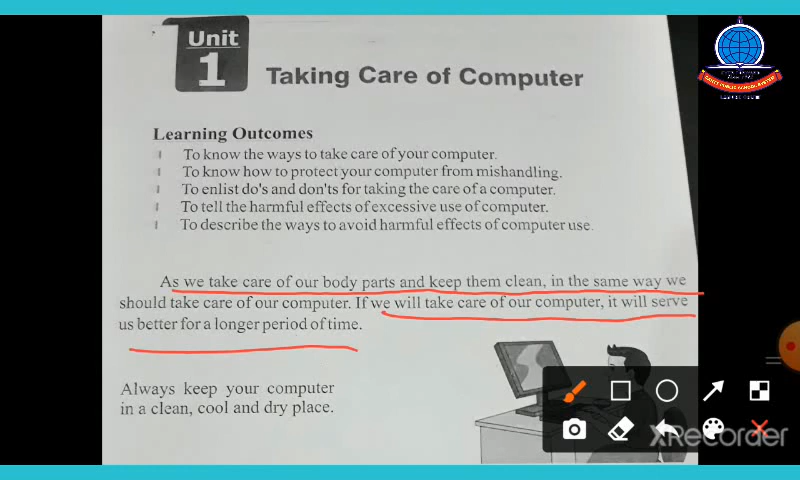 Unit
1
Taking Care of Computer
Learning Outcomes
To know the ways to take care of your computer.
To know how to protect your computer from mishandling.
To enlist do's and don'ts for taking the care of a computer.
To tell the harmful effects of excessive use of computer.
To describe the ways to avoid harmful effects of computer use.
As we take care of our body parts and keep them clean, in the same way we
should take care of our computer. If we will take care of our computer, it will serve
us better for a longer period of time.
Always keep your computer
in a clean, cool and dry place.
XRecorder